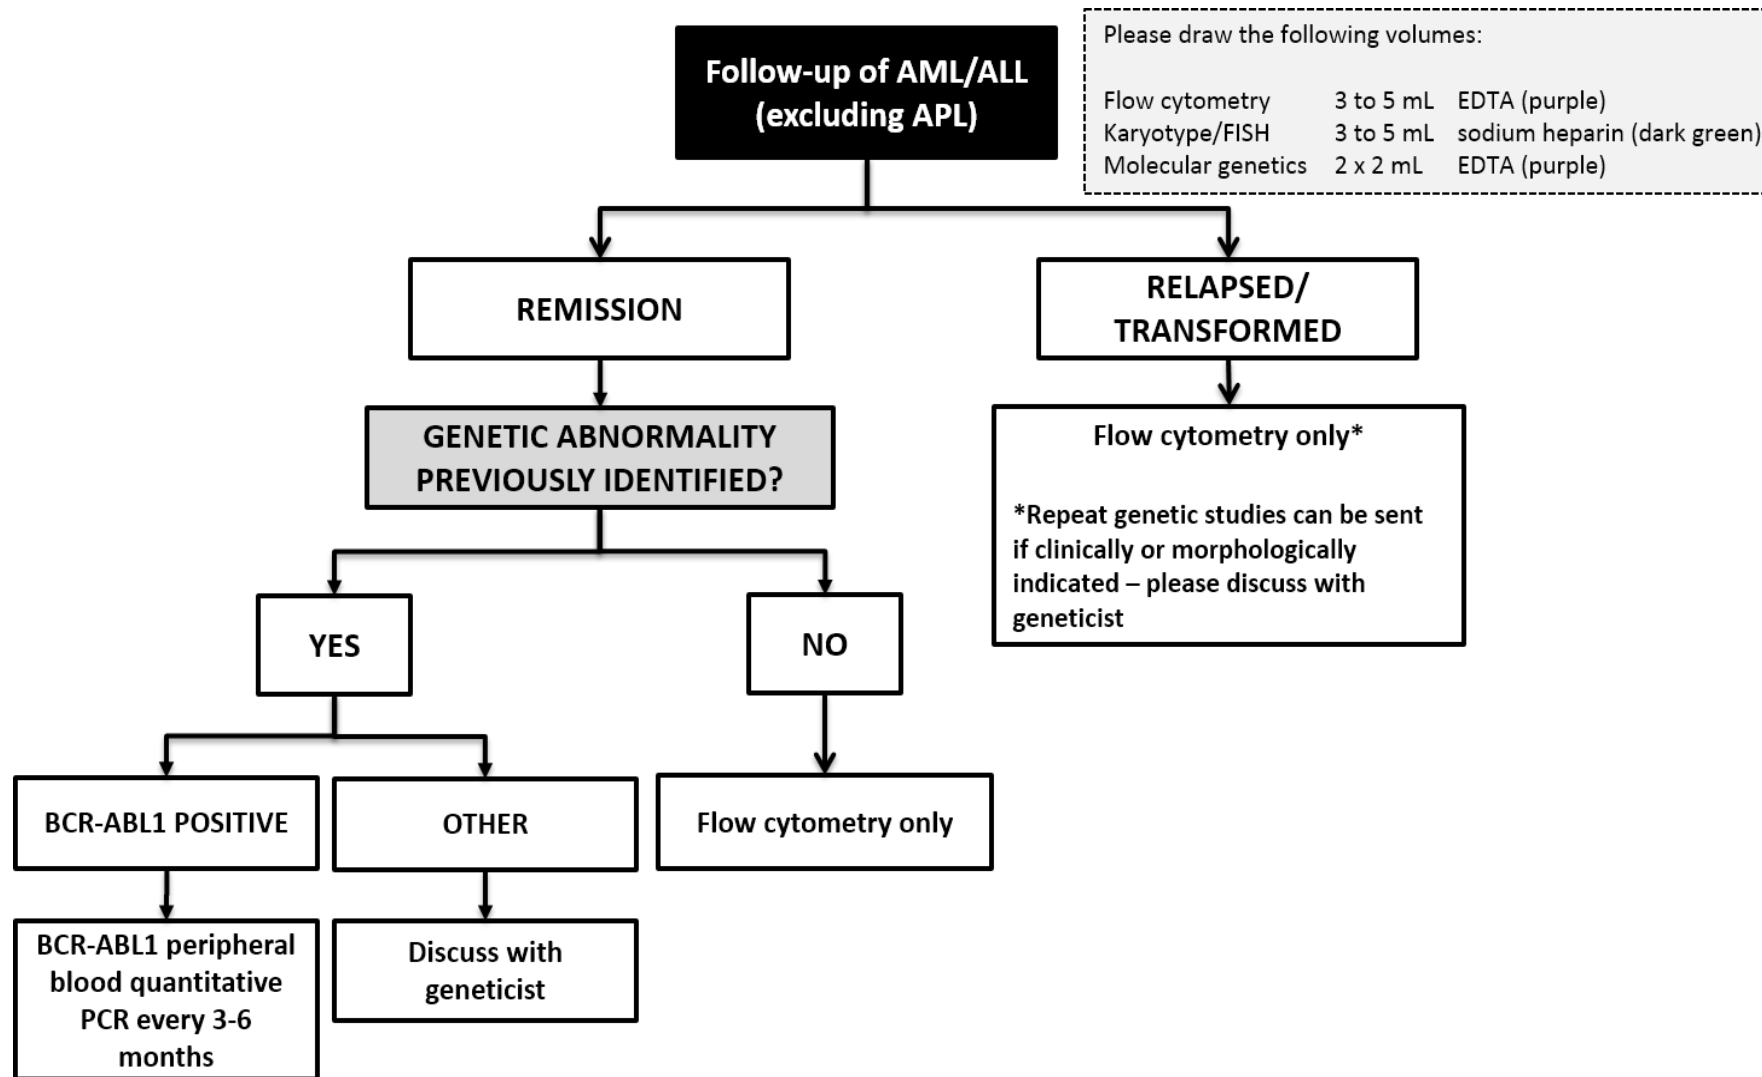 Follow-up of AML/ALL
(excluding APL)
Please draw the following volumes:
Flow cytometry 3 to 5 mL EDTA (purple)
Karyotype/FISH 3 to 5 mL sodium heparin (dark green)
Molecular genetics 2 x 2 mL EDTA (purple)
REMISSION
RELAPSED/
TRANSFORMED
GENETIC ABNORMALITY
PREVIOUSLY IDENTIFIED?
Flow cytometry only*
*Repeat genetic studies can be sent
if clinically or morphologically
indicated – please discuss with
geneticist
YES
NO
BCR-ABL1 POSITIVE
OTHER
Flow cytometry only
BCR-ABL1 peripheral
blood quantitative
PCR every 3-6
months
Discuss with
geneticist